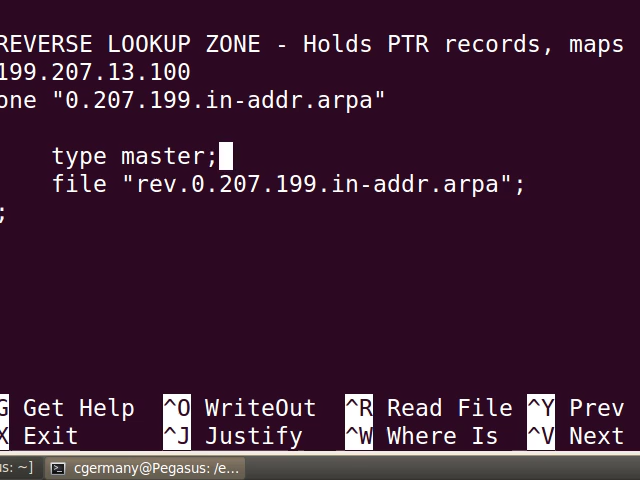 REVERSE LOOKUP ZONE - Holds PTR records, maps
199.207.13.100
one "0.207.199.in-addr.arpa"
type master;
file "rev.0.207.199.in-addr.arpa";
;
G Get Help ^O WriteOut ^R Read File ^Y Prev
X Exit ^J Justify ^W Where Is ^V Next
us: ~] cgermany@Pegasus: /e...